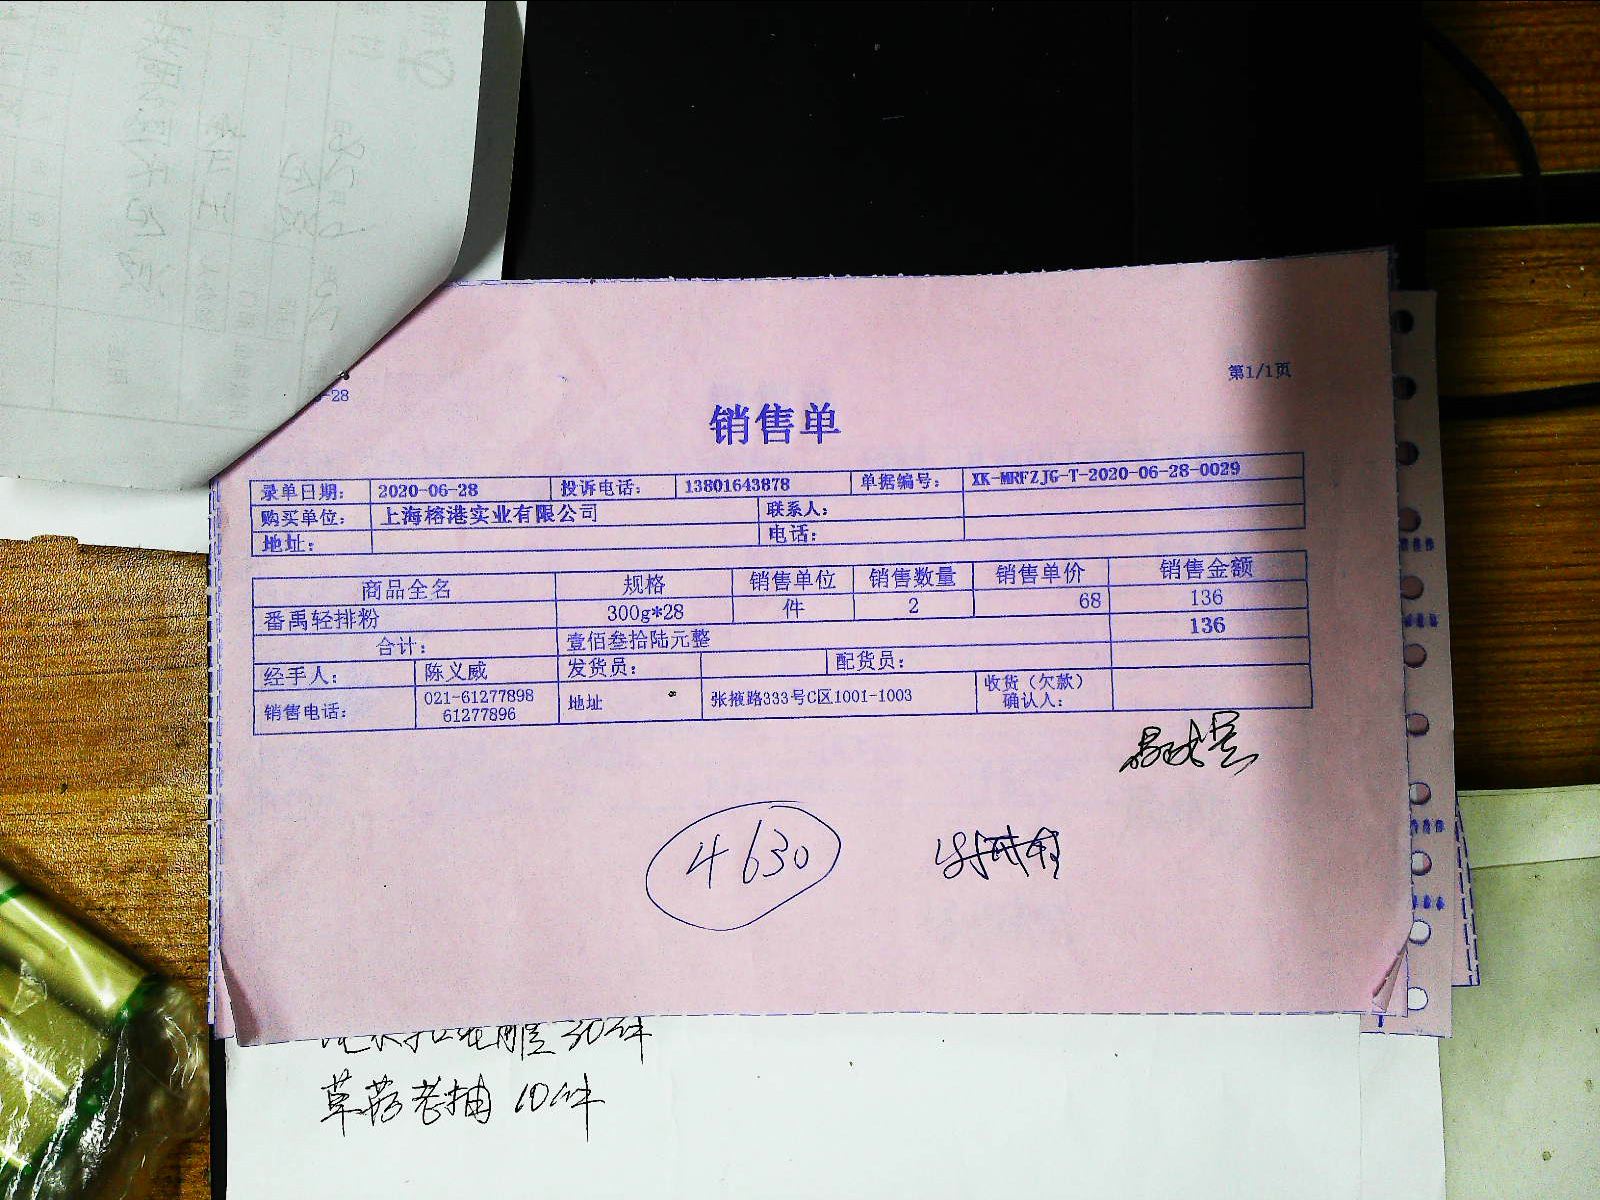 -28
第1/1页
销售单
录单日期： 2020-06-28 投诉电话： 13801643878 单据编号： XK-MRFZJG-T-2020-06-28-0029
购买单位： 上海榕港实业有限公司 联系人：
地址： 电话：
商品全名 规格 销售单位 销售数量 销售单价 销售金额
番禹轻排粉 300g*28 件 2 68 136
合计： 壹佰叁拾陆元整 136
经手人： 陈义威 发货员： 配货员：
销售电话： 021-61277898 61277896 地址 张掖路333号C区1001-1003 收货（欠款）确认人：
4630
30件
草菇老抽 10件